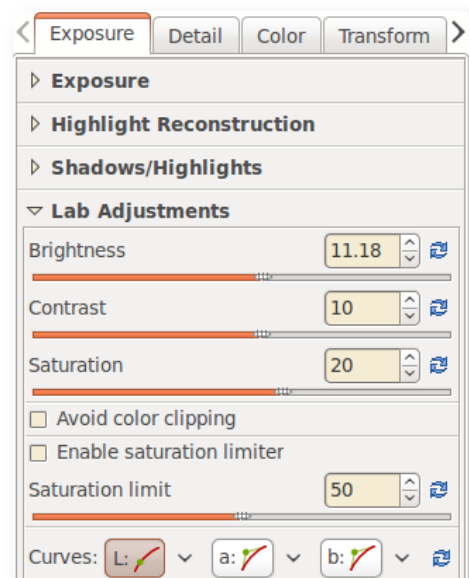 Exposure Detail Color Transform
Exposure
Highlight Reconstruction
Shadows/Highlights
Lab Adjustments
Brightness 11.18
Contrast 10
Saturation 20
Avoid color clipping
Enable saturation limiter
Saturation limit 50
Curves: L: a: b: